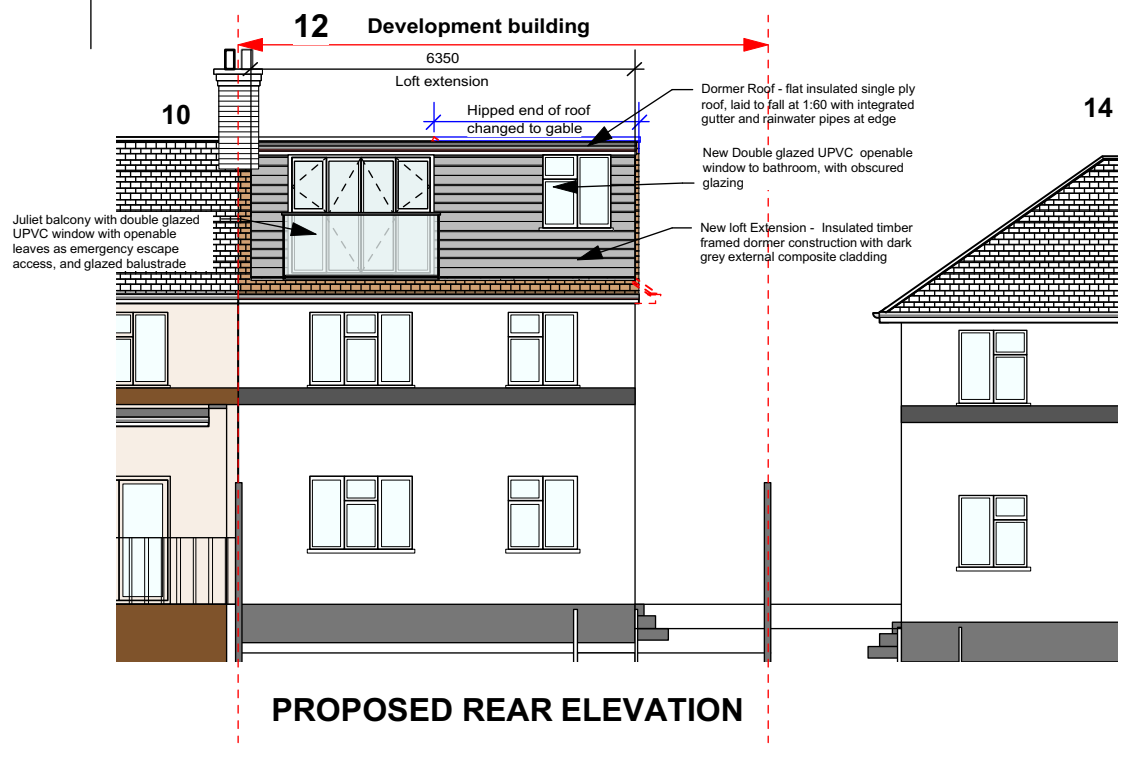 12
Development building
6350
Loft extension
10
Hipped end of roof
changed to gable
Dormer Roof - flat insulated single ply
roof, laid to fall at 1:60 with integrated
gutter and rainwater pipes at edge
14
New Double glazed UPVC openable
window to bathroom, with obscured
glazing
Juliet balcony with double glazed
UPVC window with openable
leaves as emergency escape
access, and glazed balustrade
New loft Extension - Insulated timber
framed dormer construction with dark
grey external composite cladding
PROPOSED REAR ELEVATION